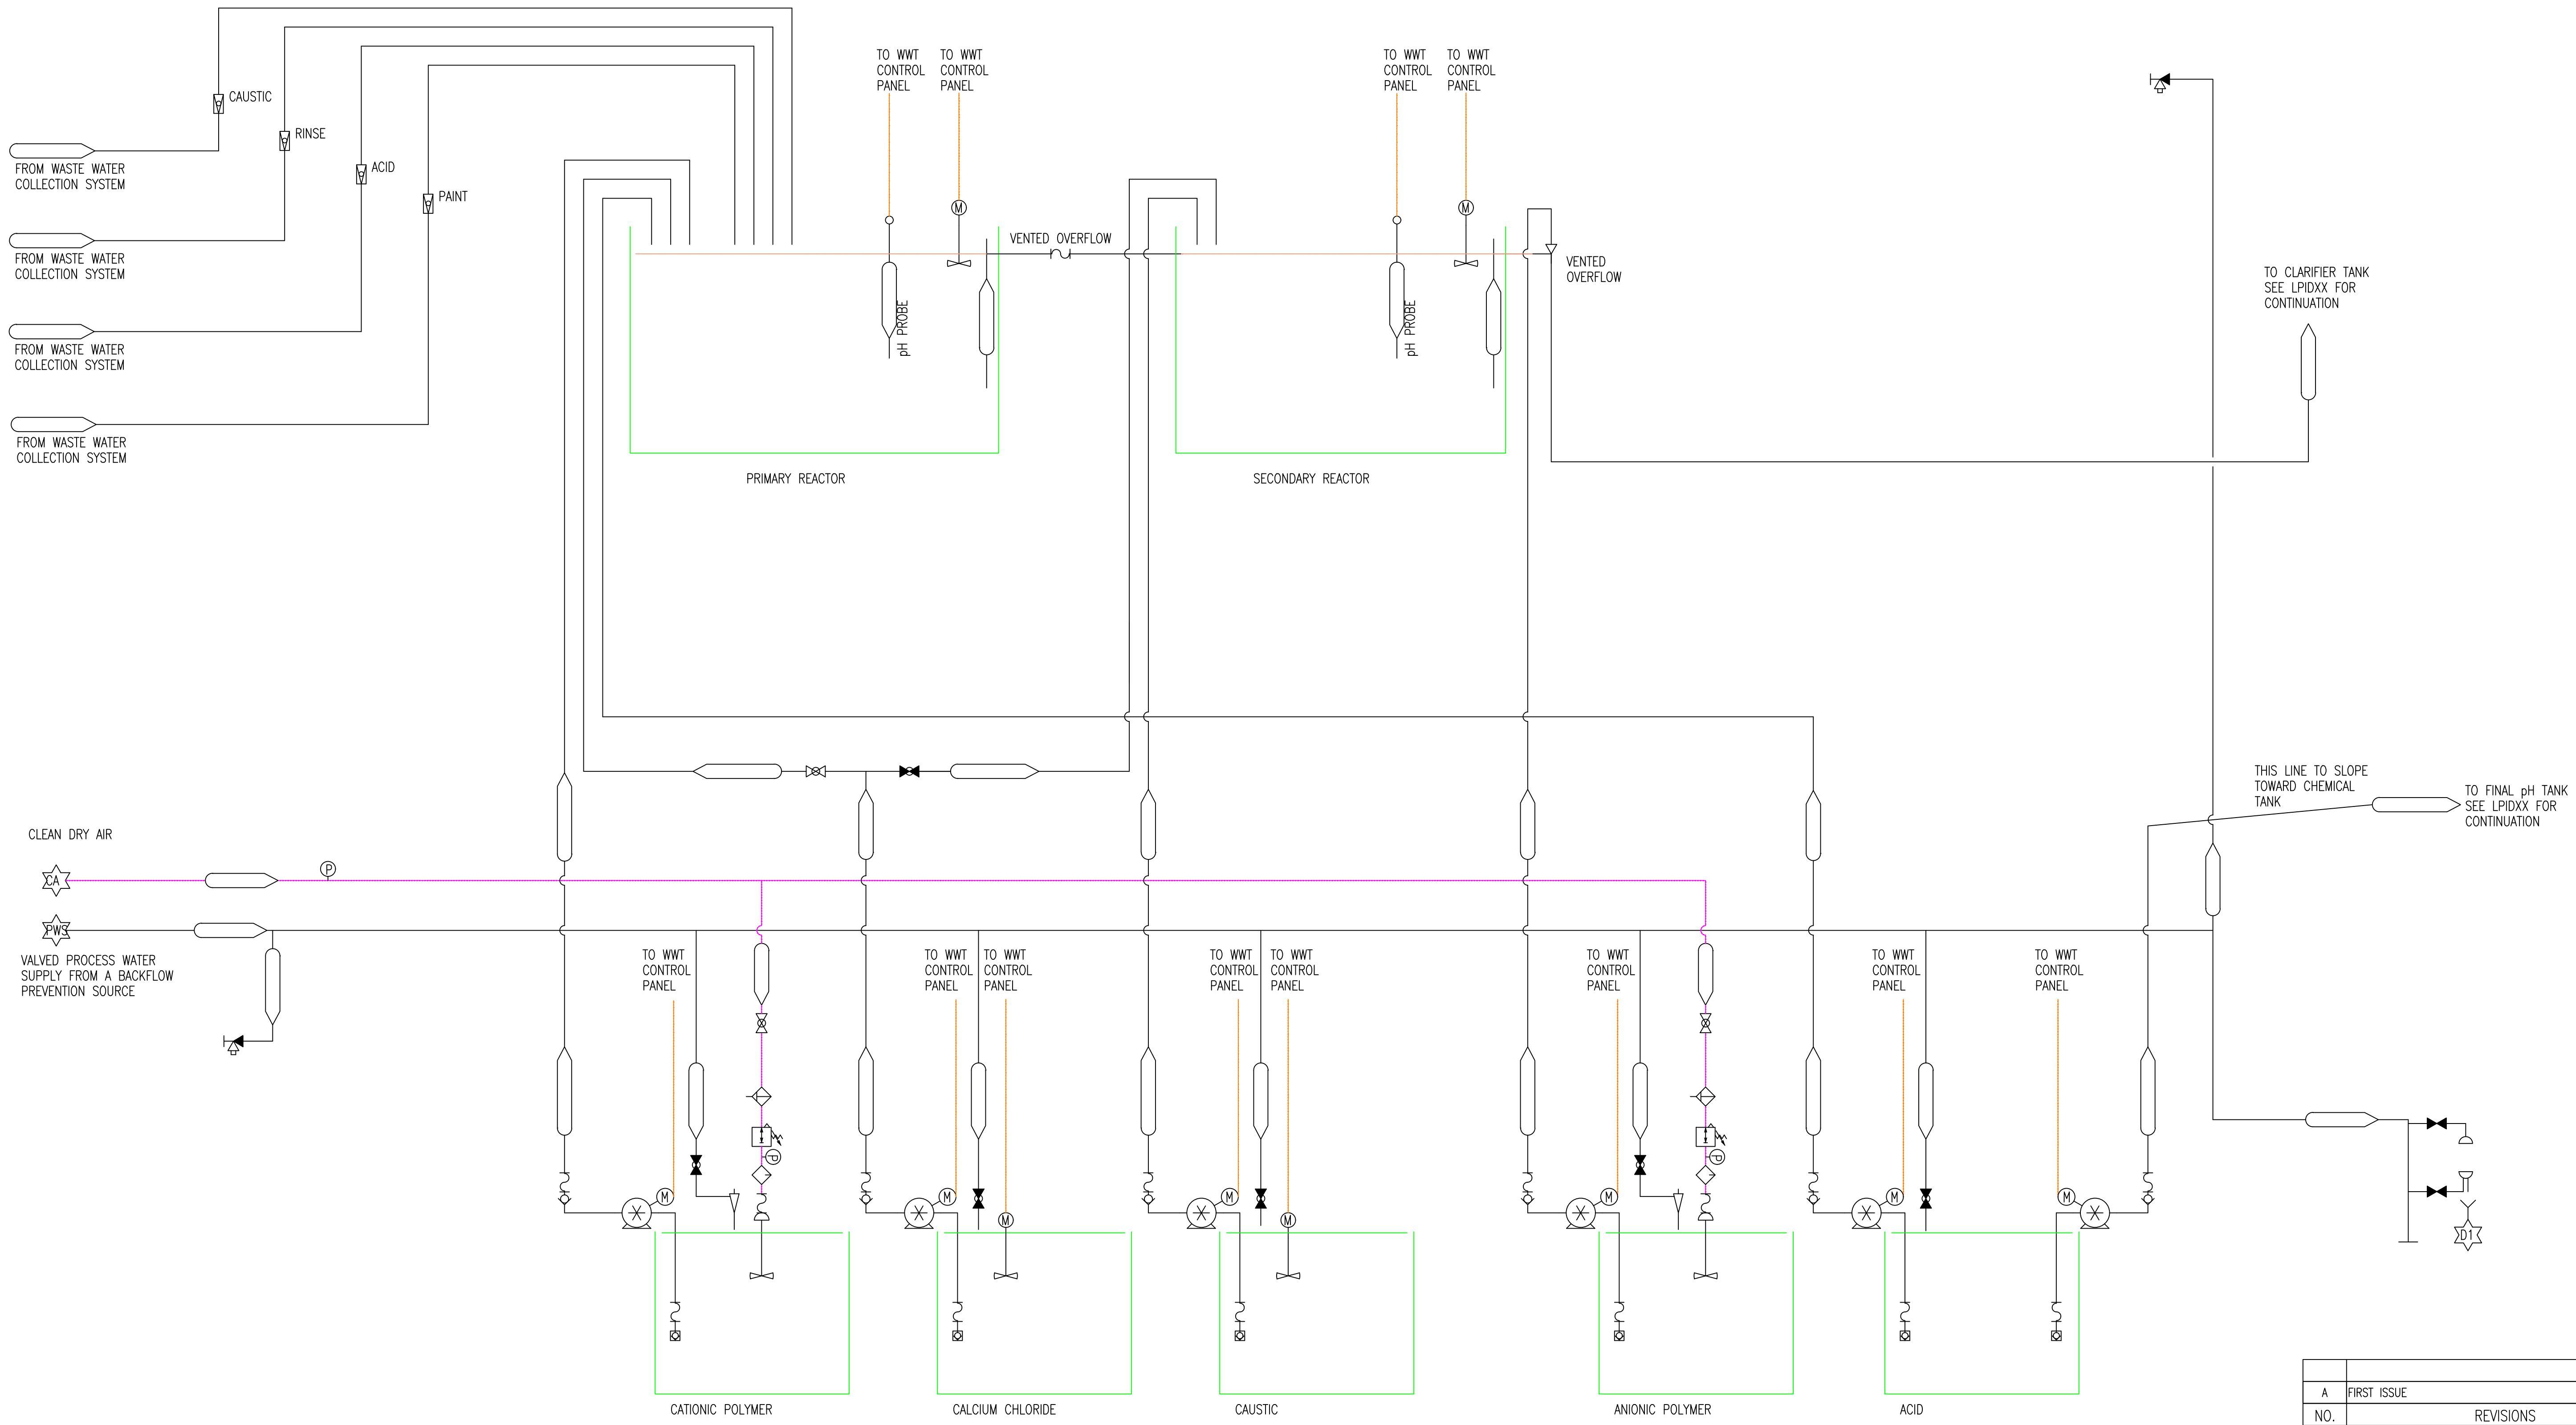 TO WWT
CONTROL
PANEL
TO WWT
CONTROL
PANEL
TO WWT
CONTROL
PANEL
TO WWT
CONTROL
PANEL
CAUSTIC
RINSE
ACID
PAINT
FROM WASTE WATER
COLLECTION SYSTEM
FROM WASTE WATER
COLLECTION SYSTEM
FROM WASTE WATER
COLLECTION SYSTEM
FROM WASTE WATER
COLLECTION SYSTEM
M
M
VENTED OVERFLOW
VENTED
OVERFLOW
pH PROBE
pH PROBE
TO CLARIFIER TANK
SEE LPIDXX FOR
CONTINUATION
PRIMARY REACTOR
SECONDARY REACTOR
THIS LINE TO SLOPE
TOWARD CHEMICAL
TANK
TO FINAL pH TANK
SEE LPIDXX FOR
CONTINUATION
CLEAN DRY AIR
CA
P
PWS
VALVED PROCESS WATER
SUPPLY FROM A BACKFLOW
PREVENTION SOURCE
TO WWT
CONTROL
PANEL
TO WWT
CONTROL
PANEL
TO WWT
CONTROL
PANEL
TO WWT
CONTROL
PANEL
TO WWT
CONTROL
PANEL
TO WWT
CONTROL
PANEL
TO WWT
CONTROL
PANEL
TO WWT
CONTROL
PANEL
P
P
M
M
M
M
M
M
M
M
D1
CATIONIC POLYMER
CALCIUM CHLORIDE
CAUSTIC
ANIONIC POLYMER
ACID
A FIRST ISSUE
NO. REVISIONS